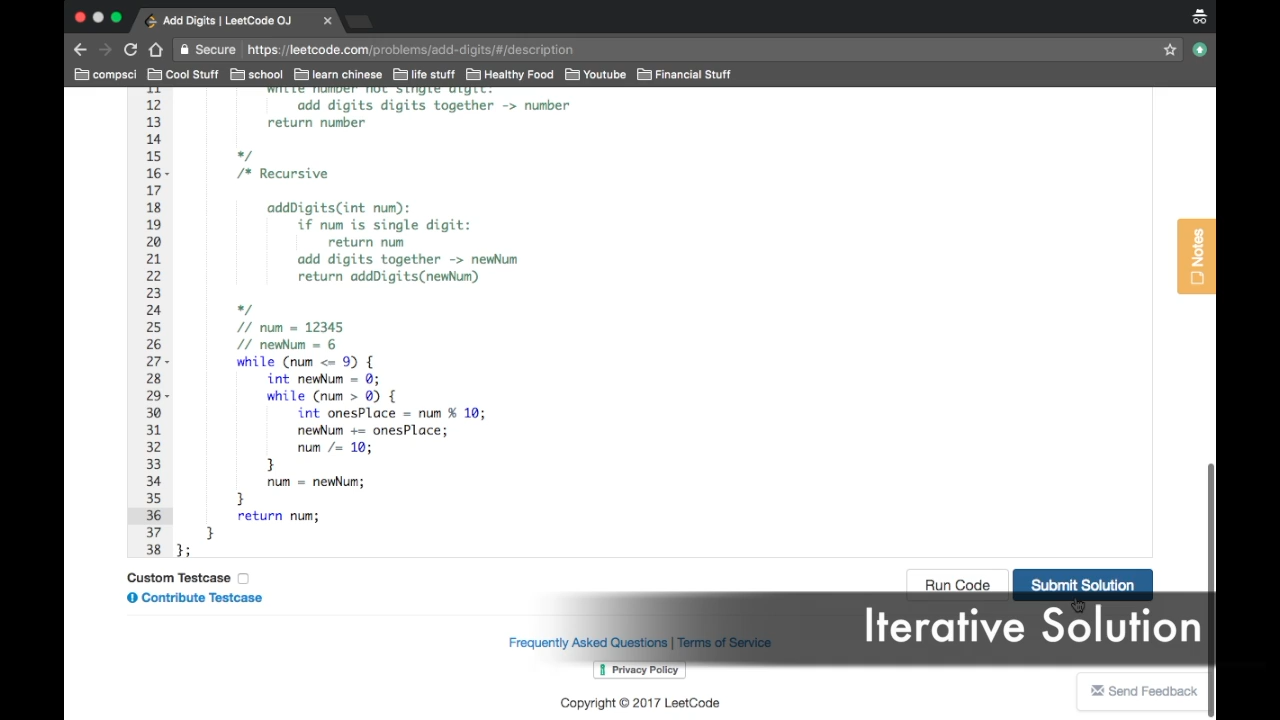 Add Digits | LeetCode OJ
Secure https://leetcode.com/problems/add-digits/#/description
compsci Cool Stuff school learn chinese life stuff Healthy Food Youtube Financial Stuff
11 while number not single digit:
12 add digits digits together -> number
13 return number
14
15 */
16 /* Recursive
17
18 addDigits(int num):
19 if num is single digit:
20 return num
21 add digits together -> newNum
22 return addDigits(newNum)
23
24 */
25 // num = 12345
26 // newNum = 6
27 while (num <= 9) {
28 int newNum = 0;
29 while (num > 0) {
30 int onesPlace = num % 10;
31 newNum += onesPlace;
32 num /= 10;
33 }
34 num = newNum;
35 }
36 return num;
37 }
38 };
Notes
Custom Testcase
Contribute Testcase
Run Code Submit Solution
Iterative Solution
Frequently Asked Questions | Terms of Service
Privacy Policy
Send Feedback
Copyright © 2017 LeetCode